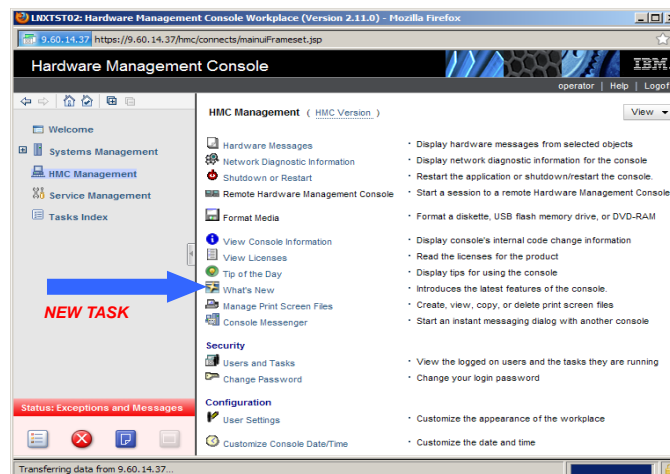 LNXTST02: Hardware Management Console Workplace (Version 2.11.0) - Mozilla Firefox
9.60.14.37 https://9.60.14.37/hmc/connects/mainuiFrameset.jsp
Hardware Management Console
IBM.
operator | Help | Logoff
HMC Management ( HMC Version )
View
Welcome
Systems Management
HMC Management
Service Management
Tasks Index
Hardware Messages · Display hardware messages from selected objects
Network Diagnostic Information · Display network diagnostic information for the console
Shutdown or Restart · Restart the application or shutdown/restart the console.
Remote Hardware Management Console · Start a session to a remote Hardware Management Console
Format Media · Format a diskette, USB flash memory drive, or DVD-RAM
View Console Information · Display console's internal code change information
View Licenses · Read the licenses for the product
Tip of the Day · Display tips for using the console
What's New · Introduces the latest features of the console.
Manage Print Screen Files · Create, view, copy, or delete print screen files
Console Messenger · Start an instant messaging dialog with another console
NEW TASK
Security
Users and Tasks · View the logged on users and the tasks they are running
Change Password · Change your login password
Configuration
User Settings · Customize the appearance of the workplace
Customize Console Date/Time · Customize the date and time
Status: Exceptions and Messages
Transferring data from 9.60.14.37...